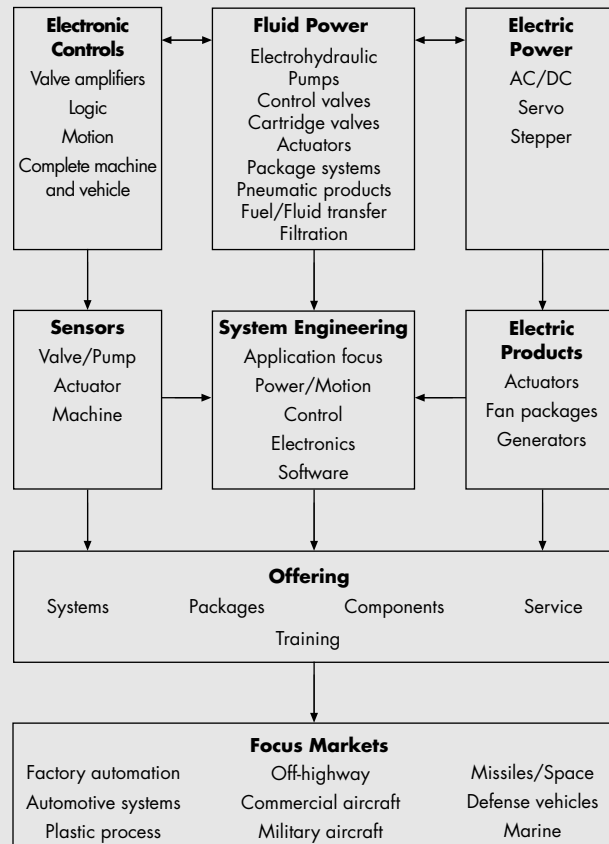 Electronic
Controls
Valve amplifiers
Logic
Motion
Complete machine
and vehicle
Fluid Power
Electrohydraulic
Pumps
Control valves
Cartridge valves
Actuators
Package systems
Pneumatic products
Fuel/Fluid transfer
Filtration
Electric
Power
AC/DC
Servo
Stepper
Sensors
Valve/Pump
Actuator
Machine
System Engineering
Application focus
Power/Motion
Control
Electronics
Software
Electric
Products
Actuators
Fan packages
Generators
Offering
Systems Packages Components Service
Training
Focus Markets
Factory automation Off-highway Missiles/Space
Automotive systems Commercial aircraft Defense vehicles
Plastic process Military aircraft Marine